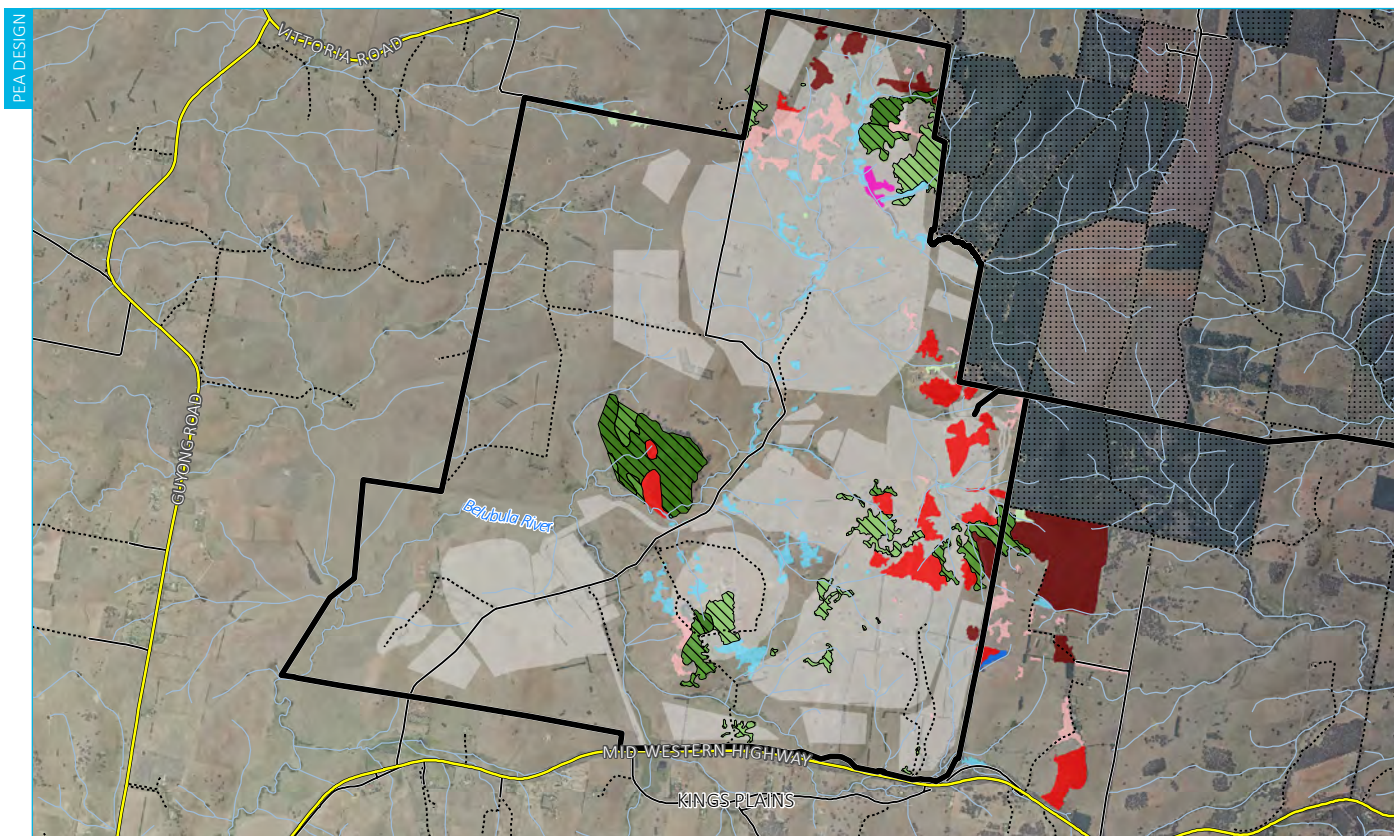 PEA DESIGN
VITTORIA ROAD
GUYONG ROAD
Belubula River
MID WESTERN HIGHWAY
KINGS PLAINS